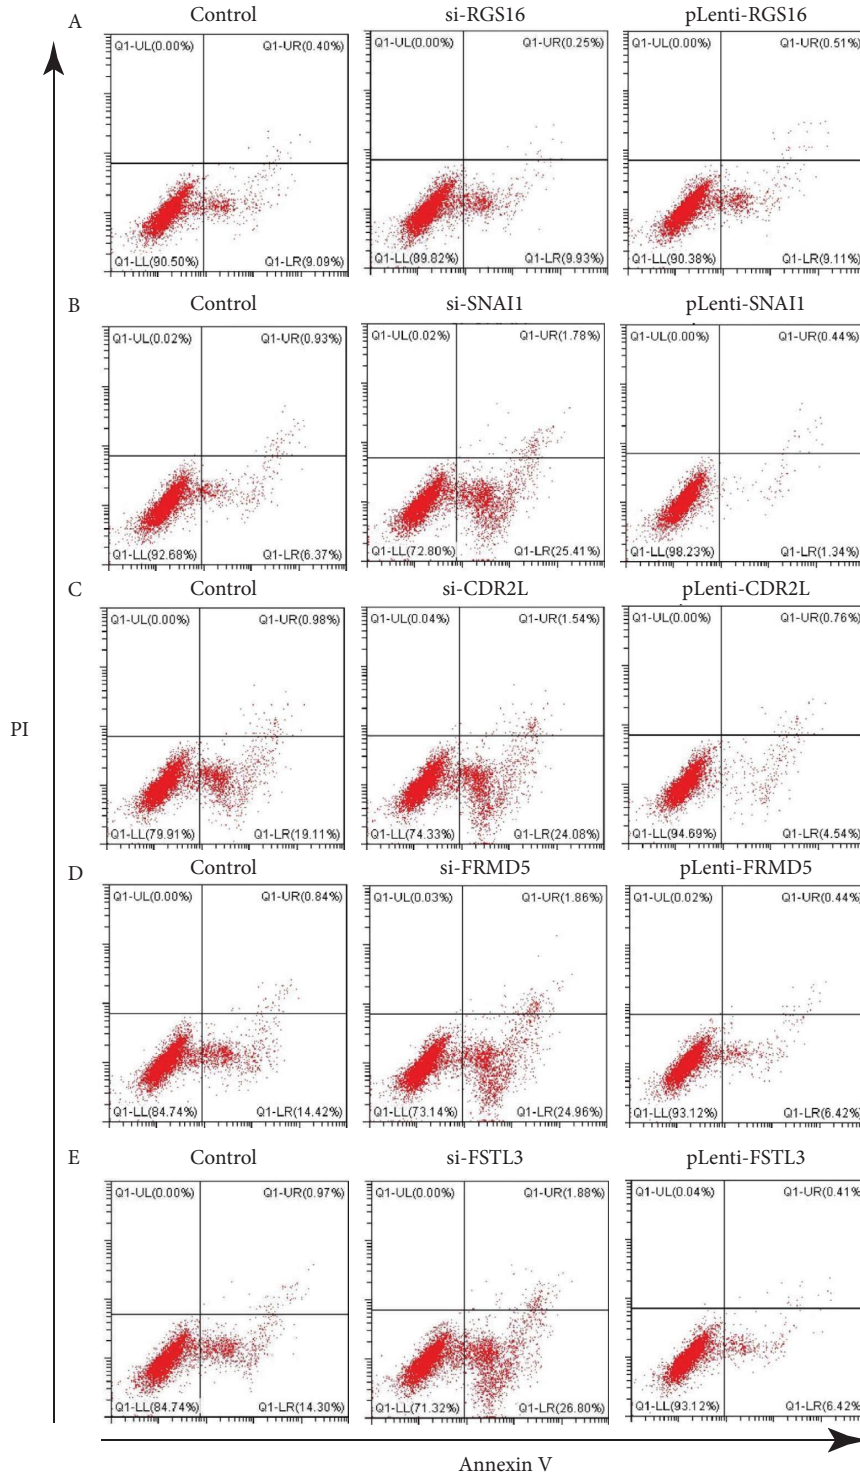 A
Control
si-RGS16
pLenti-RGS16
Q1-UL(0.00%) Q1-UR(0.40%)
Q1-UL(0.00%) Q1-UR(0.25%)
Q1-UL(0.00%) Q1-UR(0.51%)
Q1-LL(90.50%) Q1-LR(9.09%)
Q1-LL(89.82%) Q1-LR(9.93%)
Q1-LL(90.38%) Q1-LR(9.11%)
B
Control
si-SNAI1
pLenti-SNAI1
Q1-UL(0.02%) Q1-UR(0.93%)
Q1-UL(0.02%) Q1-UR(1.78%)
Q1-UL(0.00%) Q1-UR(0.44%)
Q1-LL(92.68%) Q1-LR(6.37%)
Q1-LL(72.80%) Q1-LR(25.41%)
Q1-LL(98.23%) Q1-LR(1.34%)
C
Control
si-CDR2L
pLenti-CDR2L
Q1-UL(0.00%) Q1-UR(0.98%)
Q1-UL(0.04%) Q1-UR(1.54%)
Q1-UL(0.00%) Q1-UR(0.76%)
Q1-LL(79.91%) Q1-LR(19.11%)
Q1-LL(74.33%) Q1-LR(24.08%)
Q1-LL(94.69%) Q1-LR(4.54%)
PI
D
Control
si-FRMD5
pLenti-FRMD5
Q1-UL(0.00%) Q1-UR(0.84%)
Q1-UL(0.03%) Q1-UR(1.86%)
Q1-UL(0.02%) Q1-UR(0.44%)
Q1-LL(84.74%) Q1-LR(14.42%)
Q1-LL(73.14%) Q1-LR(24.96%)
Q1-LL(93.12%) Q1-LR(6.42%)
E
Control
si-FSTL3
pLenti-FSTL3
Q1-UL(0.00%) Q1-UR(0.97%)
Q1-UL(0.00%) Q1-UR(1.88%)
Q1-UL(0.04%) Q1-UR(0.41%
Q1-LL(84.74%) Q1-LR(14.30%)
Q1-LL(71.32%) Q1-LR(26.80%)
Q1-LL(93.12%) Q1-LR(6.42%)
Annexin V